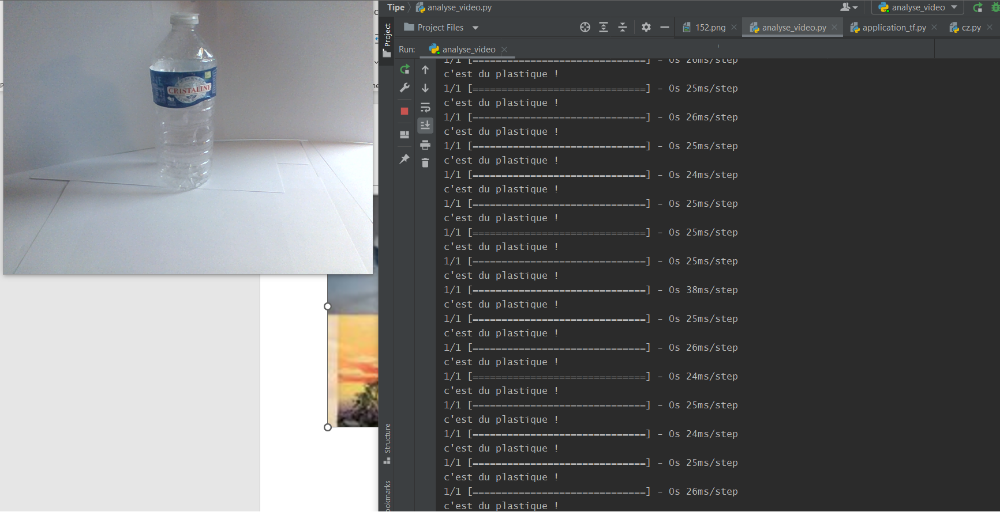 CRISTALINE
Tipe
analyse_video.py
analyse_video
Project Files
152.png
analyse_video.py
application_tf.py
cz.py
Project
Run:
analyse_video
1/1 [==============================] - 0s 26ms/step
c'est du plastique !
1/1 [==============================] - 0s 25ms/step
c'est du plastique !
1/1 [==============================] - 0s 26ms/step
c'est du plastique !
1/1 [==============================] - 0s 25ms/step
c'est du plastique !
1/1 [==============================] - 0s 24ms/step
c'est du plastique !
1/1 [==============================] - 0s 25ms/step
c'est du plastique !
1/1 [==============================] - 0s 25ms/step
c'est du plastique !
1/1 [==============================] - 0s 25ms/step
c'est du plastique !
1/1 [==============================] - 0s 38ms/step
c'est du plastique !
1/1 [==============================] - 0s 25ms/step
c'est du plastique !
1/1 [==============================] - 0s 26ms/step
c'est du plastique !
1/1 [==============================] - 0s 24ms/step
c'est du plastique !
1/1 [==============================] - 0s 25ms/step
c'est du plastique !
1/1 [==============================] - 0s 24ms/step
c'est du plastique !
1/1 [==============================] - 0s 25ms/step
c'est du plastique !
1/1 [==============================] - 0s 26ms/step
c'est du plastique !
Structure
ookmarks